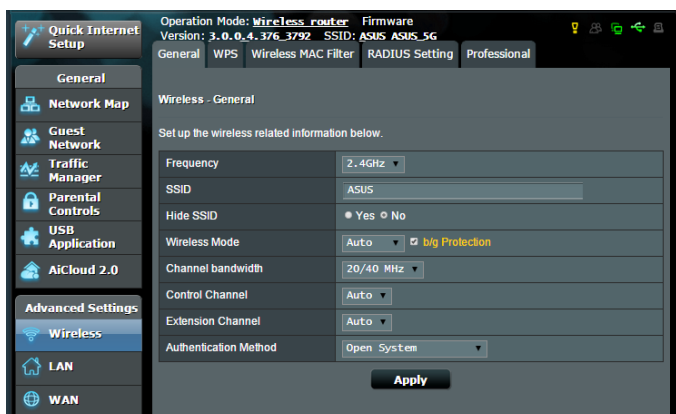 Quick Internet
Setup
General
Network Map
Guest
Network
Traffic
Manager
Parental
Controls
USB
Application
AiCloud 2.0
Advanced Settings
Wireless
LAN
WAN
Operation Mode: Wireless router Firmware
Version: 3.0.0.4.376_3792 SSID: ASUS ASUS_5G
General WPS Wireless MAC Filter RADIUS Setting Professional
Wireless - General
Set up the wireless related information below.
Frequency 2.4GHz
SSID ASUS
Hide SSID Yes No
Wireless Mode Auto b/g Protection
Channel bandwidth 20/40 MHz
Control Channel Auto
Extension Channel Auto
Authentication Method Open System
Apply